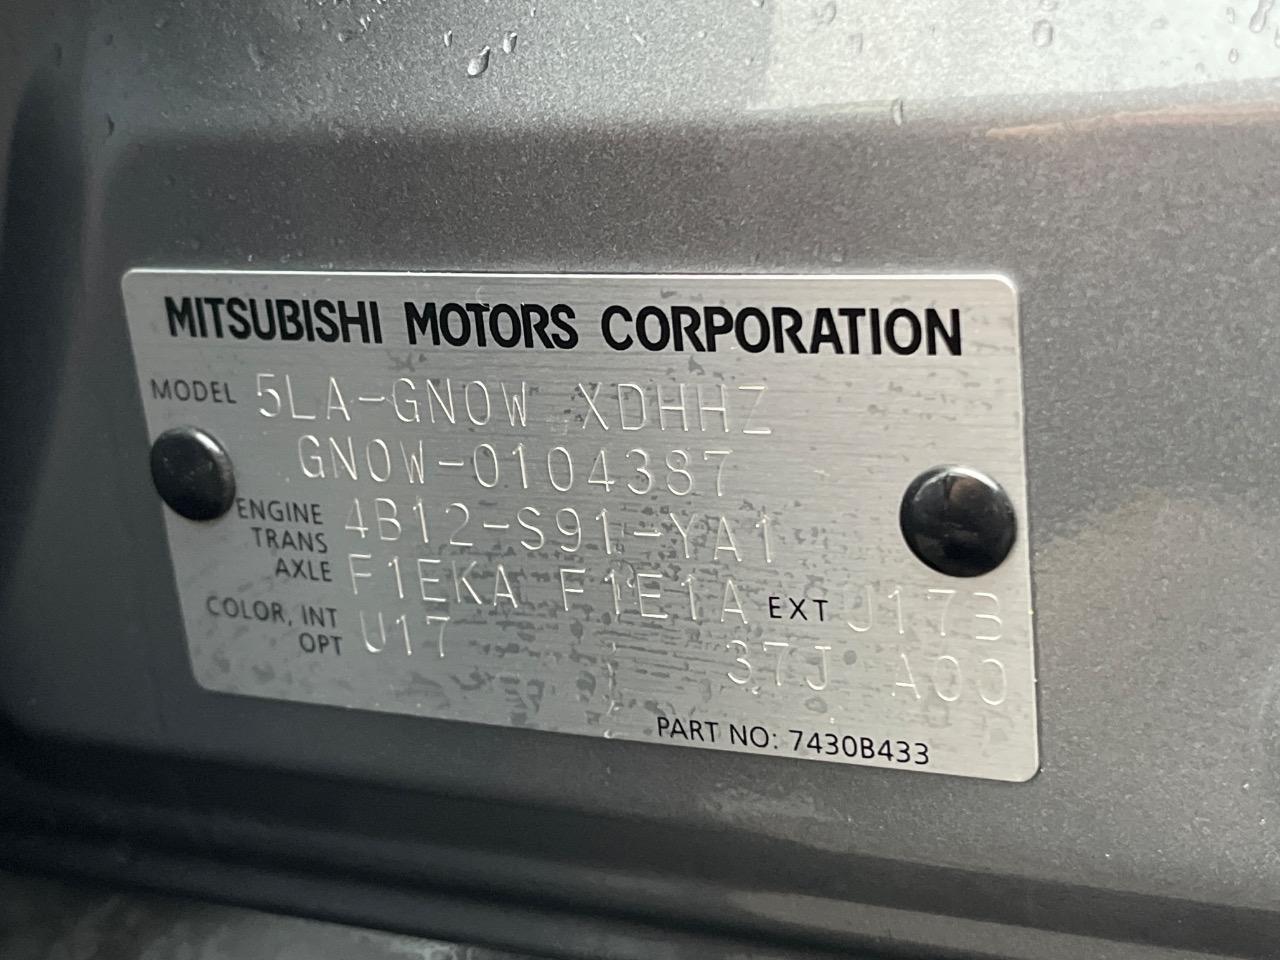 MITSUBISHI MOTORS CORPORATION
MODEL 5LA-GN0W XDHHZ
GN0W-0104387
ENGINE 4B12-S91-YA1
TRANS
AXLE F1EKA F1E1A
COLOR, INT U17 EXT U17B
OPT 37J A00
PART NO: 7430B433